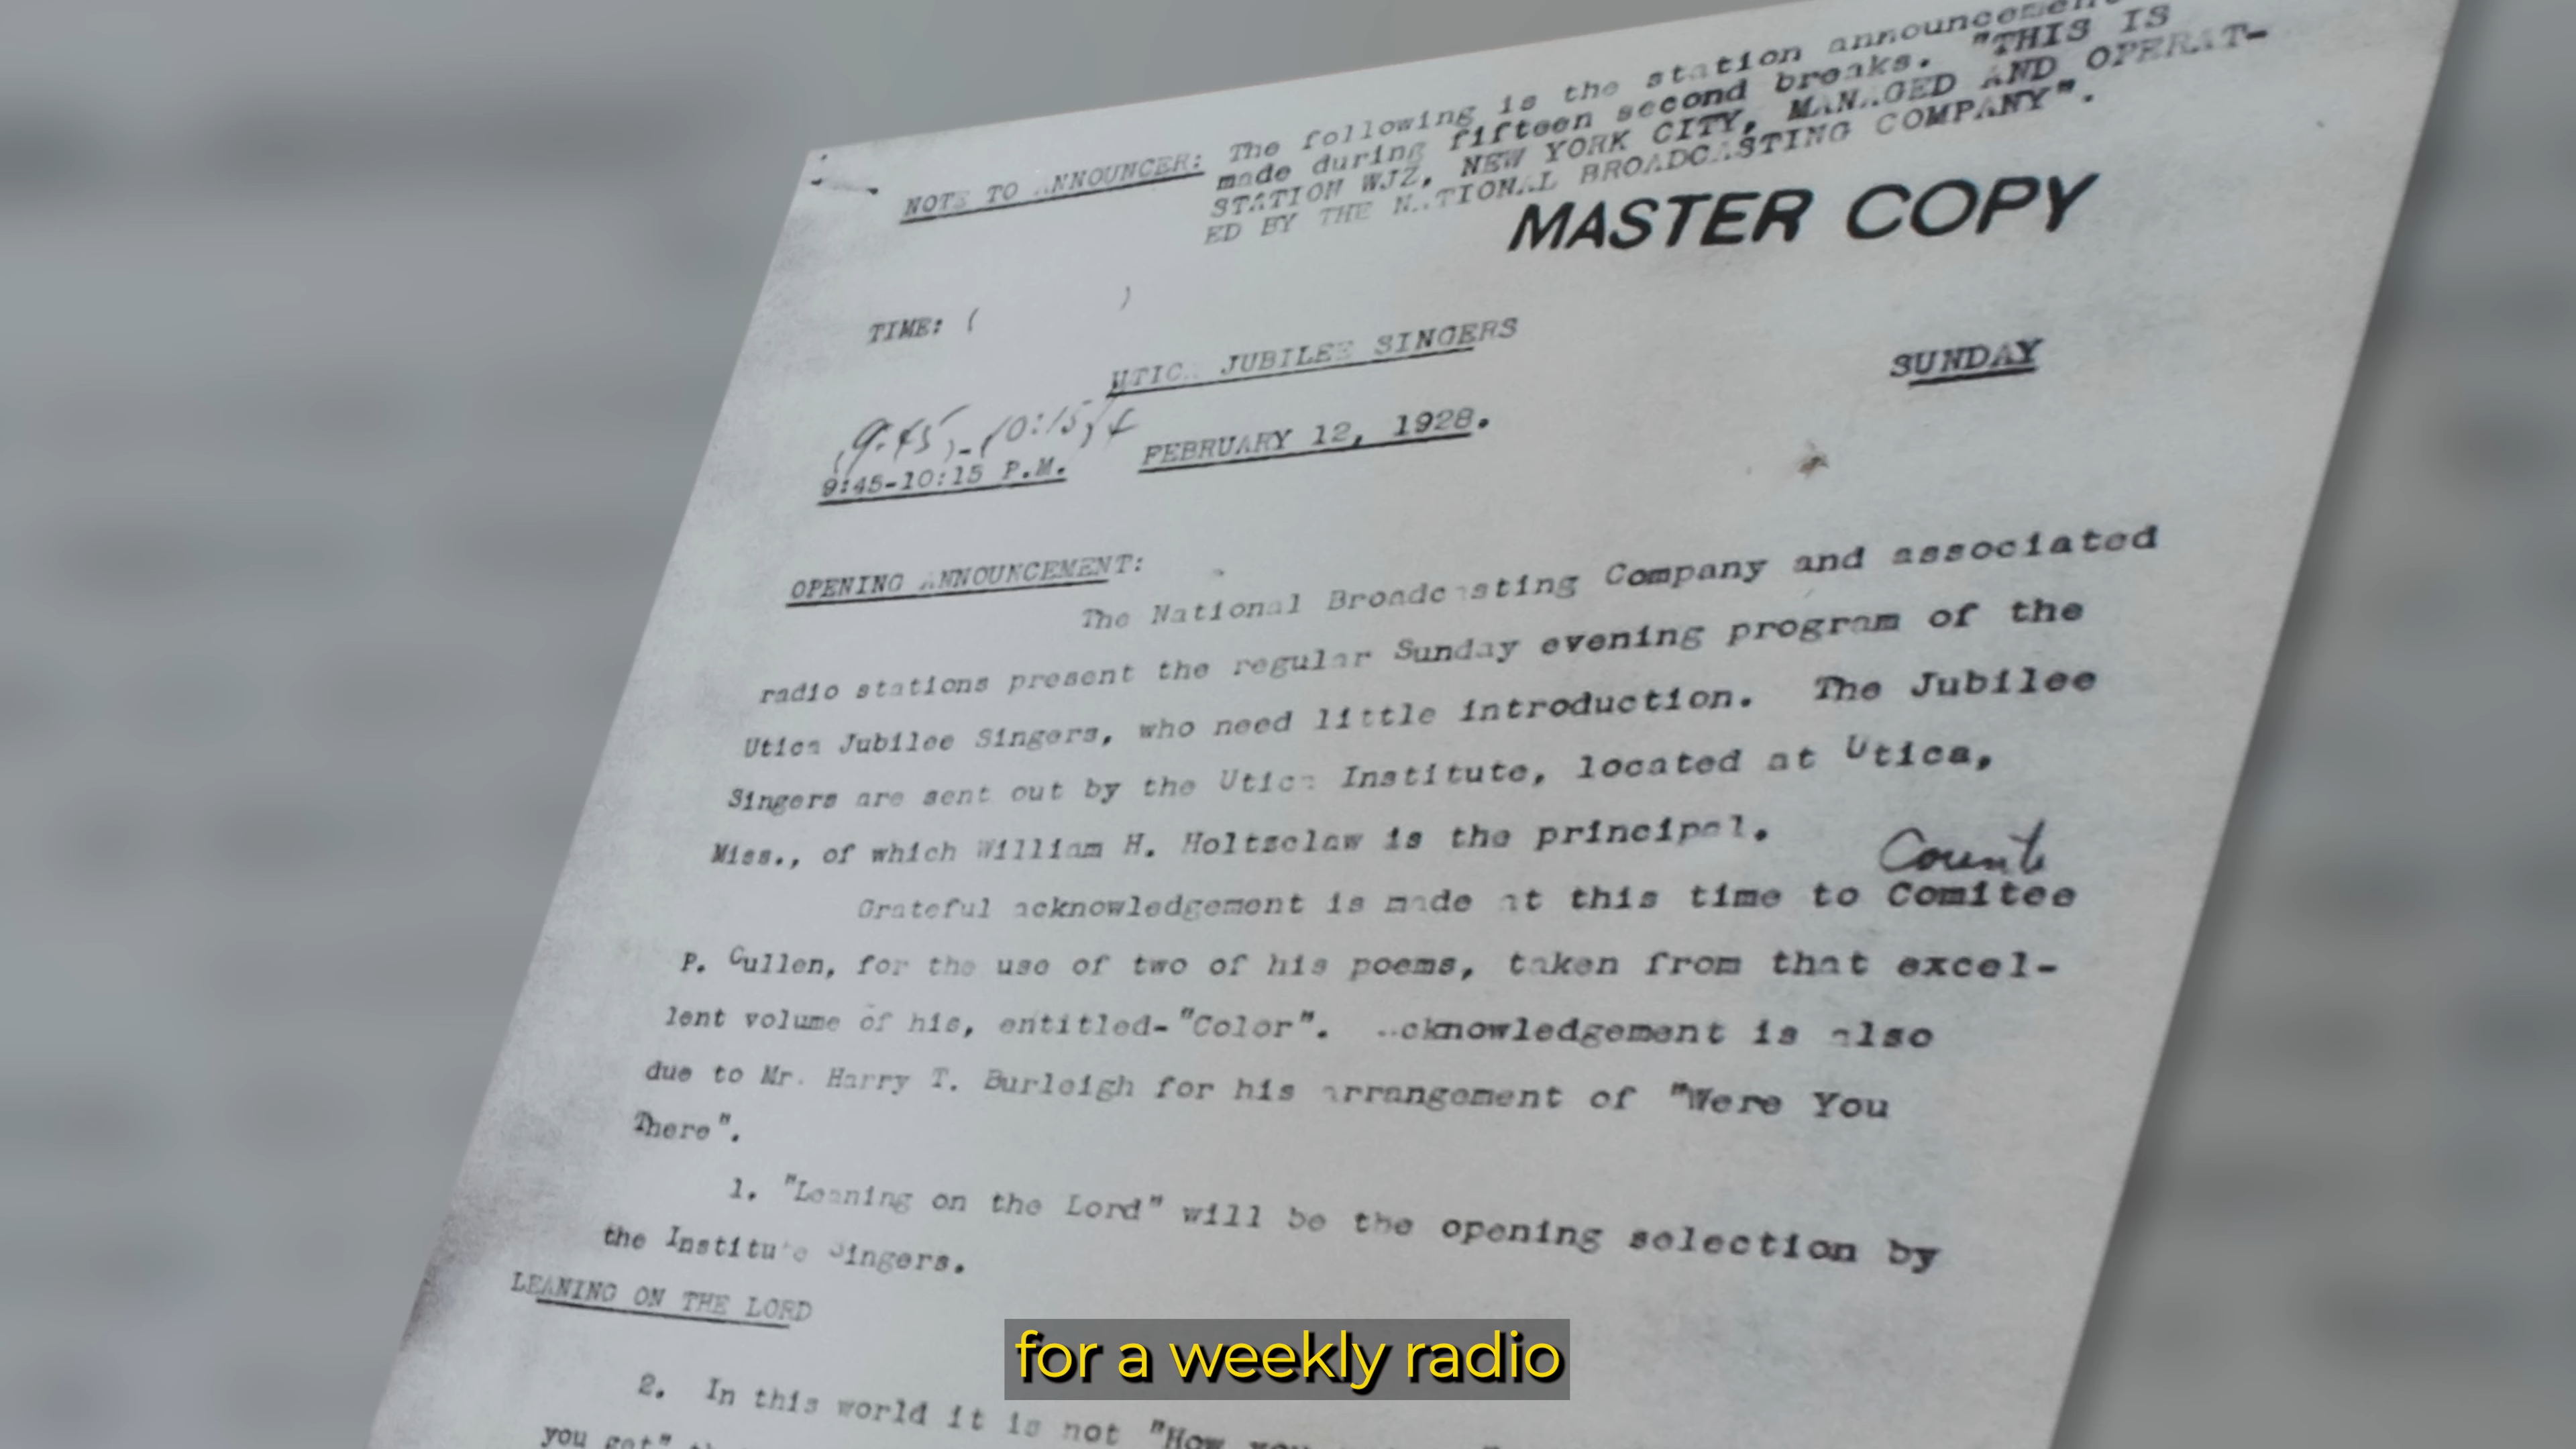 NOTE TO ANNOUNCER: The following is the station announcement
made during fifteen second breaks. "THIS IS
STATION WJZ, NEW YORK CITY, MANAGED AND OPERAT-
ED BY THE NATIONAL BROADCASTING COMPANY".
MASTER COPY
TIME: ( )
UTICA JUBILEE SINGERS
SUNDAY
(9:45)-(10:15)
9:45-10:15 P.M.
FEBRUARY 12, 1928.
OPENING ANNOUNCEMENT:
The National Broadcasting Company and associated
radio stations present the regular Sunday evening program of the
Utica Jubilee Singers, who need little introduction. The Jubilee
Singers are sent out by the Utica Institute, located at Utica,
Miss., of which William H. Holtzclaw is the principal.
Grateful acknowledgement is made at this time to Comitee
P. Cullen, for the use of two of his poems, taken from that excel-
lent volume of his, entitled-"Color". Acknowledgement is also
due to Mr. Harry T. Burleigh for his arrangement of "Were You
There".
1. "Leaning on the Lord" will be the opening selection by
the Institute Singers.
LEANING ON THE LORD
2. In this world it is not "How
you get"
for a weekly radio